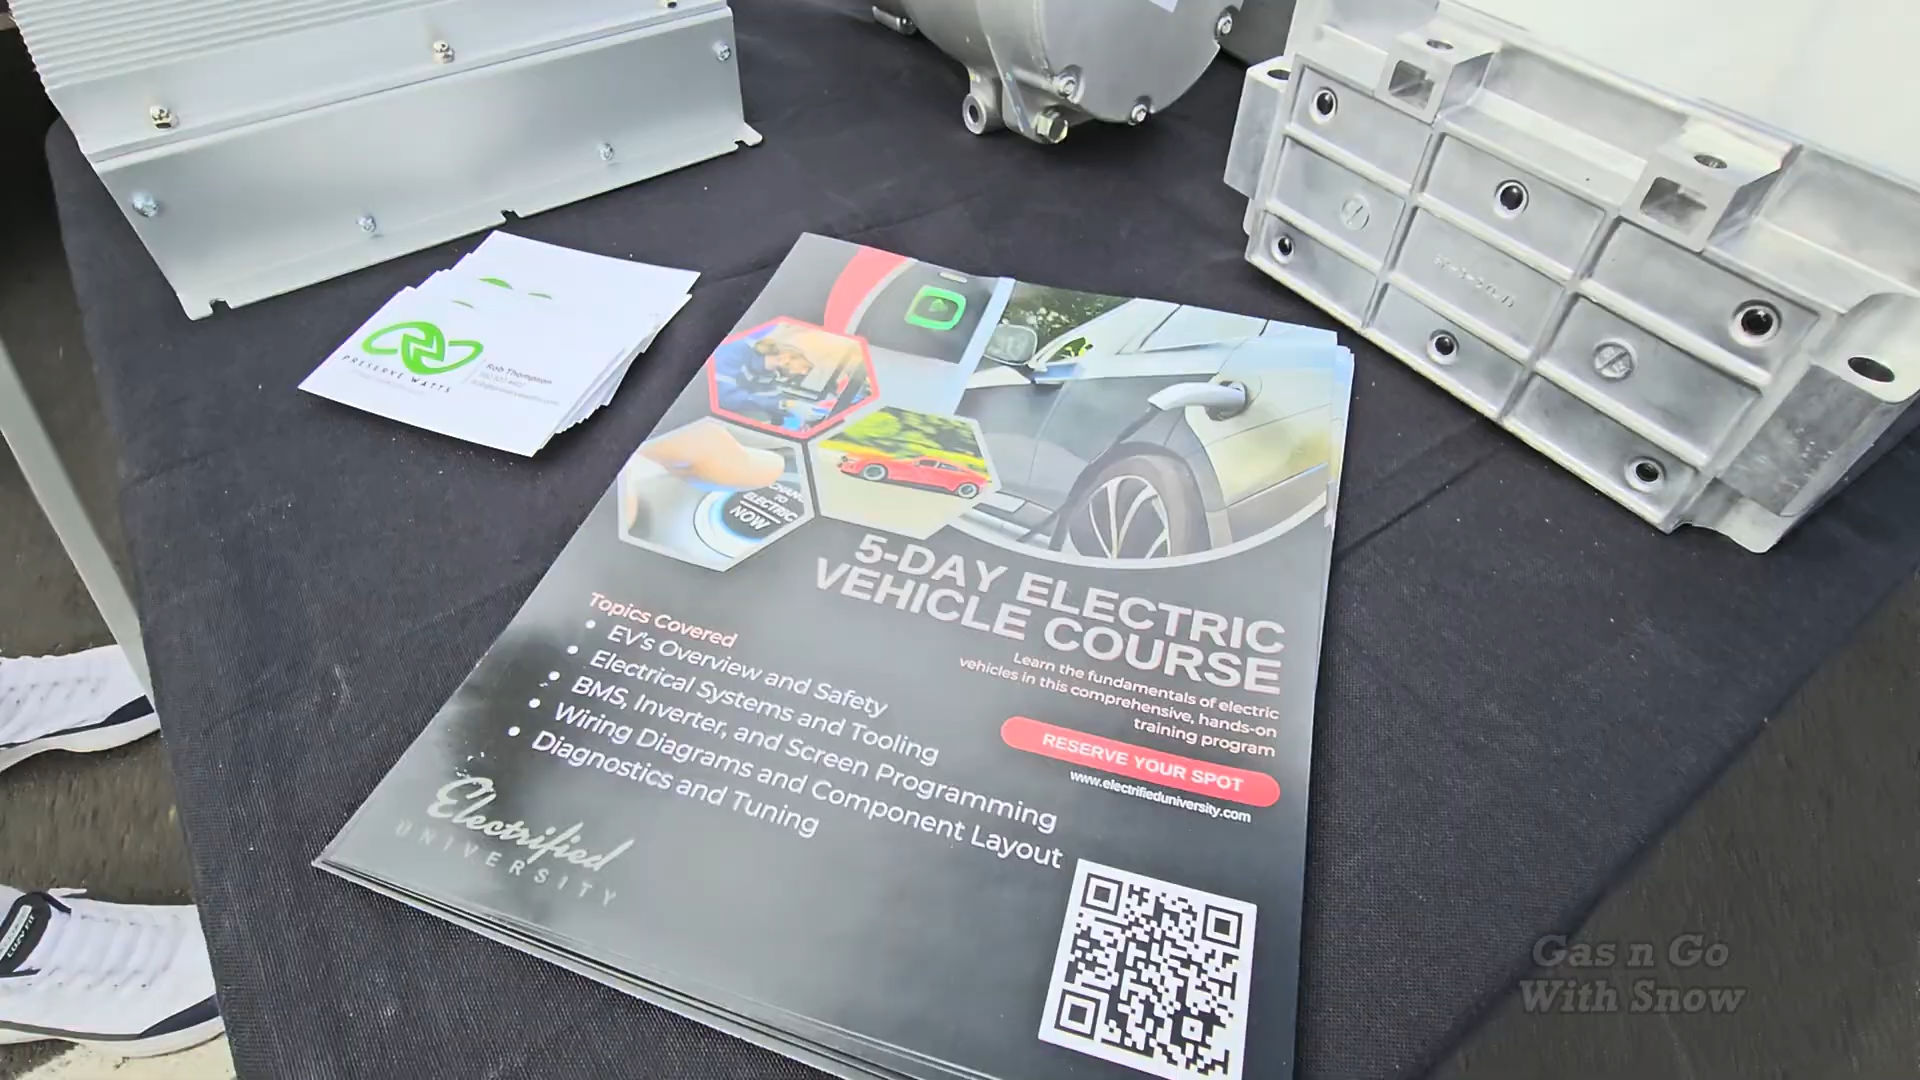 PRESERVE WATTS
Rob Thompson
CHANGE
TO
ELECTRIC
NOW
5-DAY ELECTRIC
VEHICLE COURSE
Learn the fundamentals of electric
vehicles in this comprehensive, hands-on
training program
RESERVE YOUR SPOT
www.electrifieduniversity.com
Topics Covered
• EV's Overview and Safety
• Electrical Systems and Tooling
• BMS, Inverter, and Screen Programming
• Wiring Diagrams and Component Layout
• Diagnostics and Tuning
Electrified
UNIVERSITY
Gas n Go
With Snow